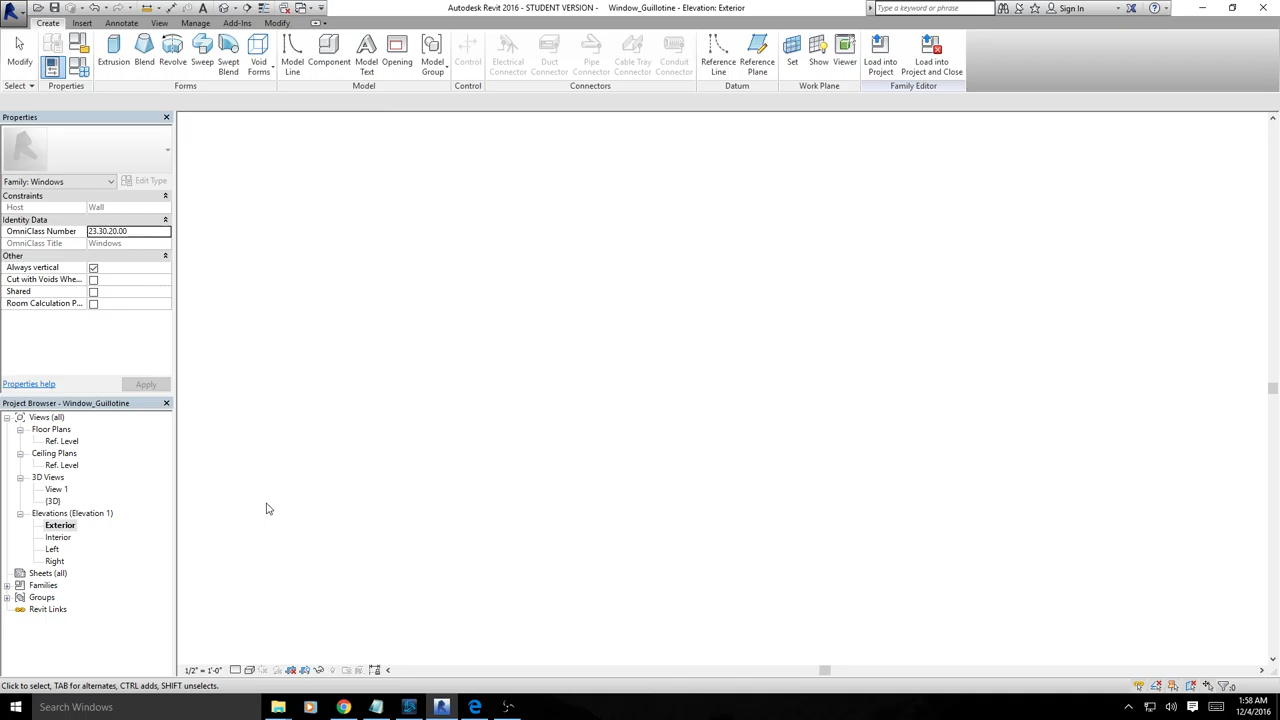 Autodesk Revit 2016 - STUDENT VERSION - Window_Guillotine - Elevation: Exterior
Type a keyword or phrase
Sign In
Create Insert Annotate View Manage Add-Ins Modify
Modify
Extrusion Blend Revolve Sweep Swept Blend Void Forms
Model Line Component Model Text Opening Model Group
Control
Electrical Connector Duct Connector Pipe Connector Cable Tray Connector Conduit Connector
Reference Line Reference Plane
Set Show Viewer
Load into Project Load into Project and Close
Select Properties Forms Model Control Connectors Datum Work Plane Family Editor
Properties
Family: Windows Edit Type
Constraints
Host Wall
Identity Data
OmniClass Number 23.30.20.00
OmniClass Title Windows
Other
Always vertical
Cut with Voids Whe...
Shared
Room Calculation P...
Properties help Apply
Project Browser - Window_Guillotine
Views (all)
Floor Plans
Ref. Level
Ceiling Plans
Ref. Level
3D Views
View 1
{3D}
Elevations (Elevation 1)
Exterior
Interior
Left
Right
Sheets (all)
Families
Groups
Revit Links
1/2" = 1'-0"
Click to select, TAB for alternates, CTRL adds, SHIFT unselects.
:0
Search Windows
1:58 AM
12/4/2016